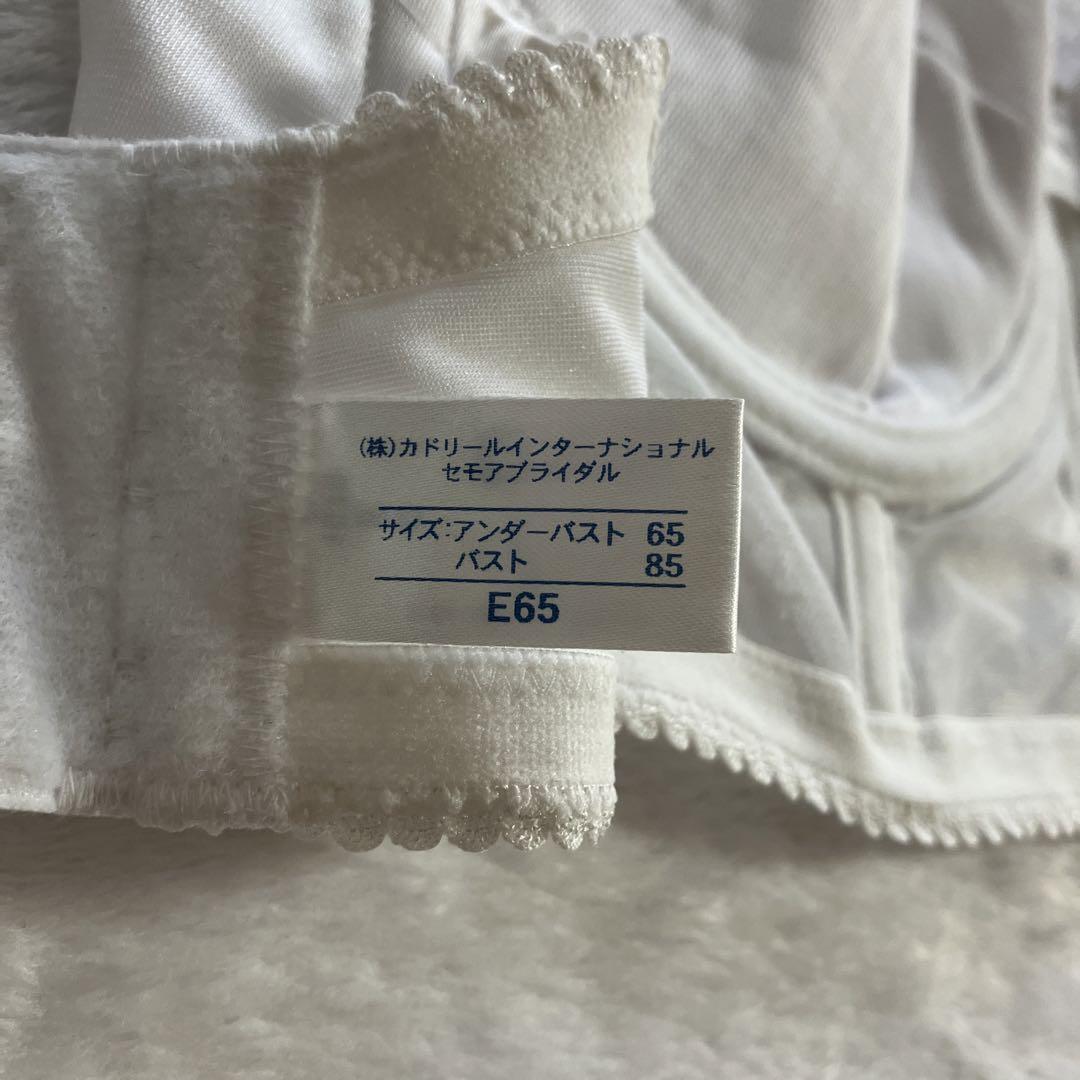 (株)カドリールインターナショナル
セモアブライダル
サイズ:アンダーバスト 65
バスト 85
E65